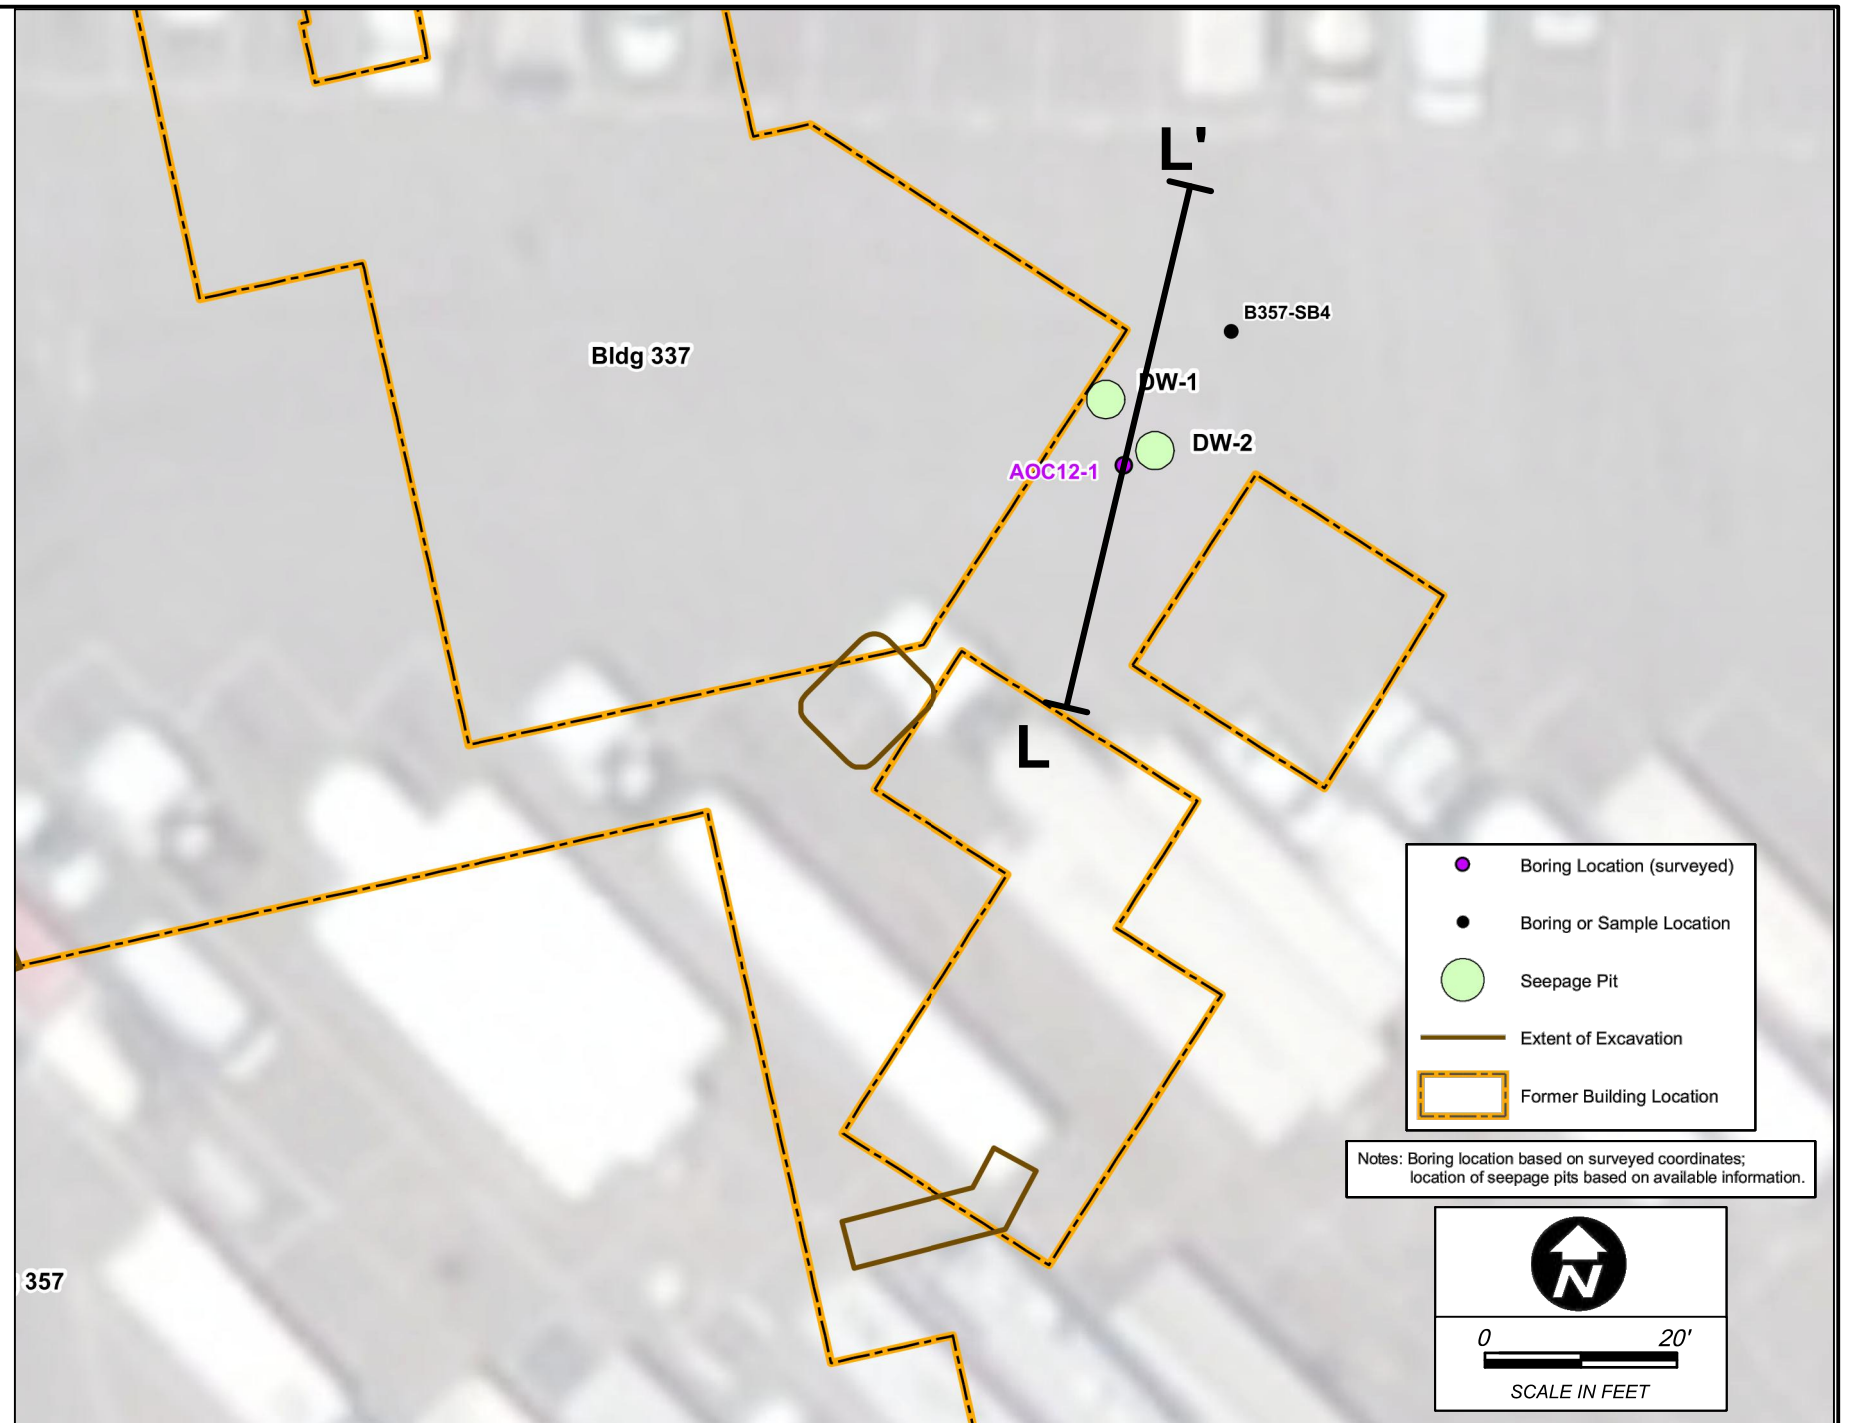 L'
B357-SB4
Bldg 337
DW-1
DW-2
AOC12-1
L
Boring Location (surveyed)
Boring or Sample Location
Seepage Pit
Extent of Excavation
Former Building Location
Notes: Boring location based on surveyed coordinates;
location of seepage pits based on available information.
357
N
0 20'
SCALE IN FEET